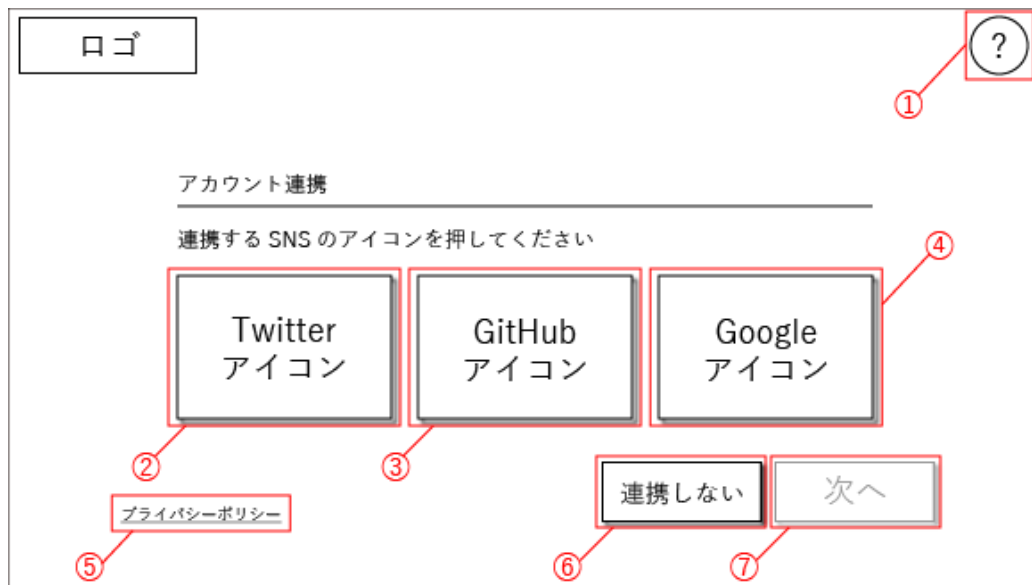 ロゴ
?
①
アカウント連携
連携する SNS のアイコンを押してください
④
Twitter
アイコン
GitHub
アイコン
Google
アイコン
②
③
連携しない
次へ
プライバシーポリシー
⑤
⑥
⑦